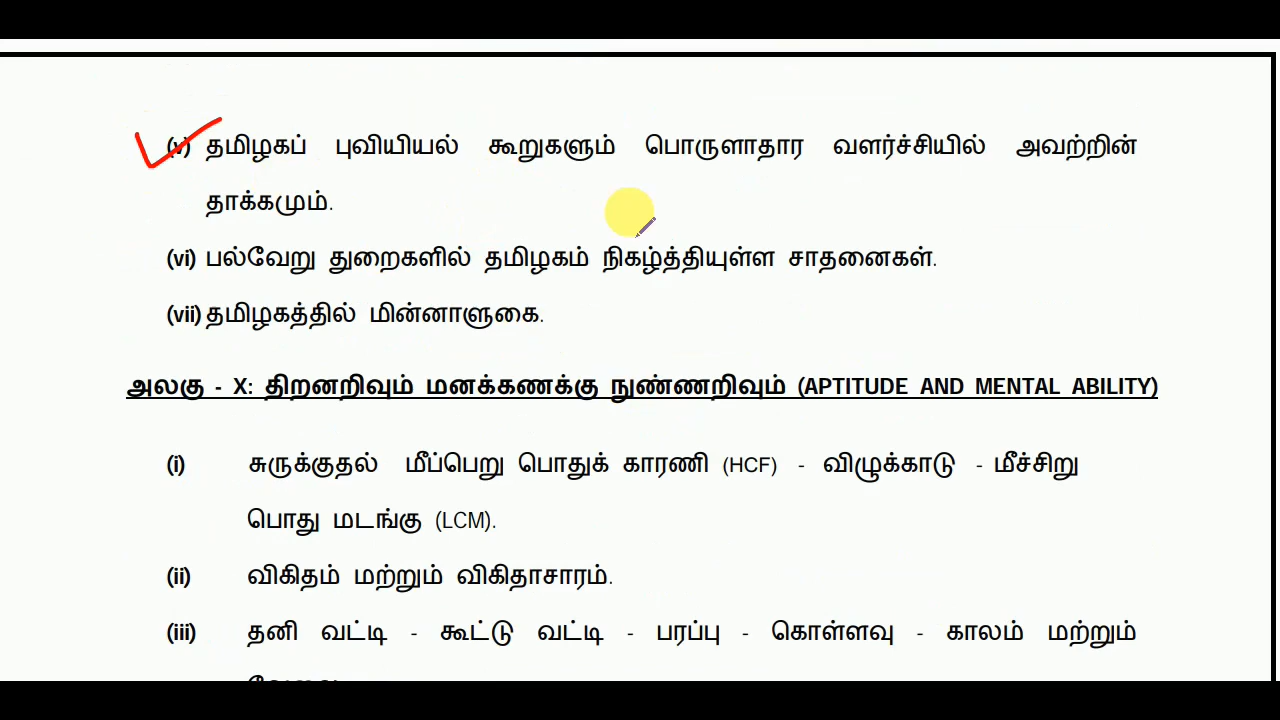 (v) தமிழகப் புவியியல் கூறுகளும் பொருளாதார வளர்ச்சியில் அவற்றின்
தாக்கமும்.
(vi) பல்வேறு துறைகளில் தமிழகம் நிகழ்த்தியுள்ள சாதனைகள்.
(vii) தமிழகத்தில் மின்னாளுகை.
அலகு - X: திறனறிவும் மனக்கணக்கு நுண்ணறிவும் (APTITUDE AND MENTAL ABILITY)
(i) சுருக்குதல் மீப்பெறு பொதுக் காரணி (HCF) - விழுக்காடு - மீச்சிறு
பொது மடங்கு (LCM).
(ii) விகிதம் மற்றும் விகிதாசாரம்.
(iii) தனி வட்டி - கூட்டு வட்டி - பரப்பு - கொள்ளவு - காலம் மற்றும்